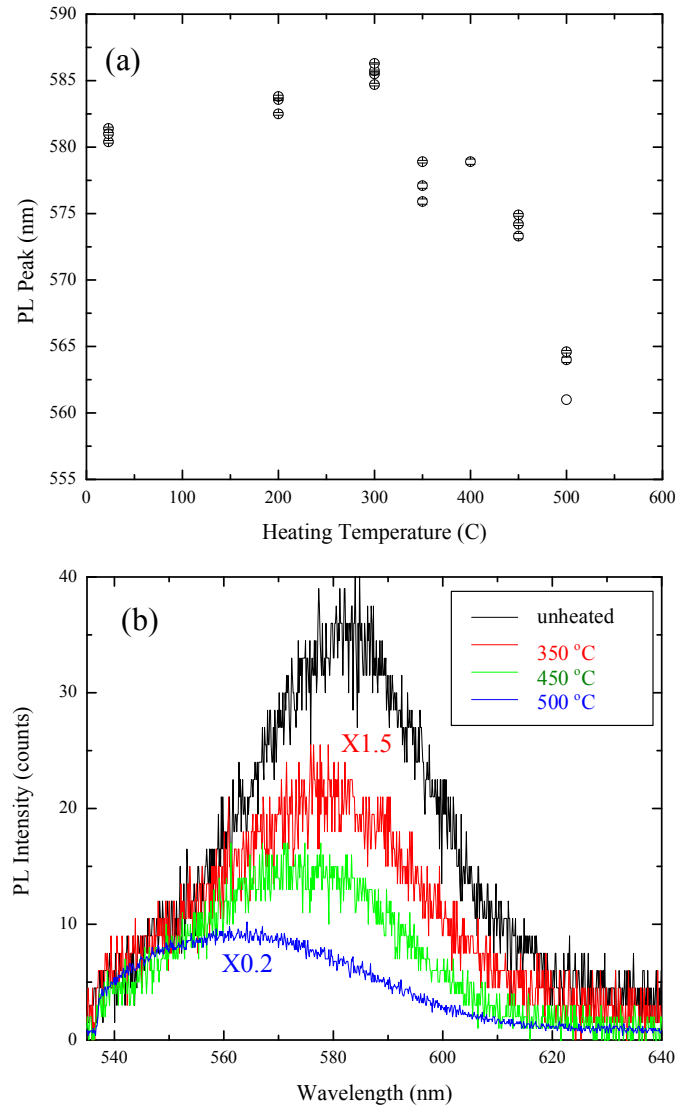 (a)
PL Peak (nm)
590
585
580
575
570
565
560
555
0 100 200 300 400 500 600
Heating Temperature (C)
(b)
PL Intensity (counts)
40
30
20
10
0
unheated
350 °C
450 °C
500 °C
X1.5
X0.2
540 560 580 600 620 640
Wavelength (nm)